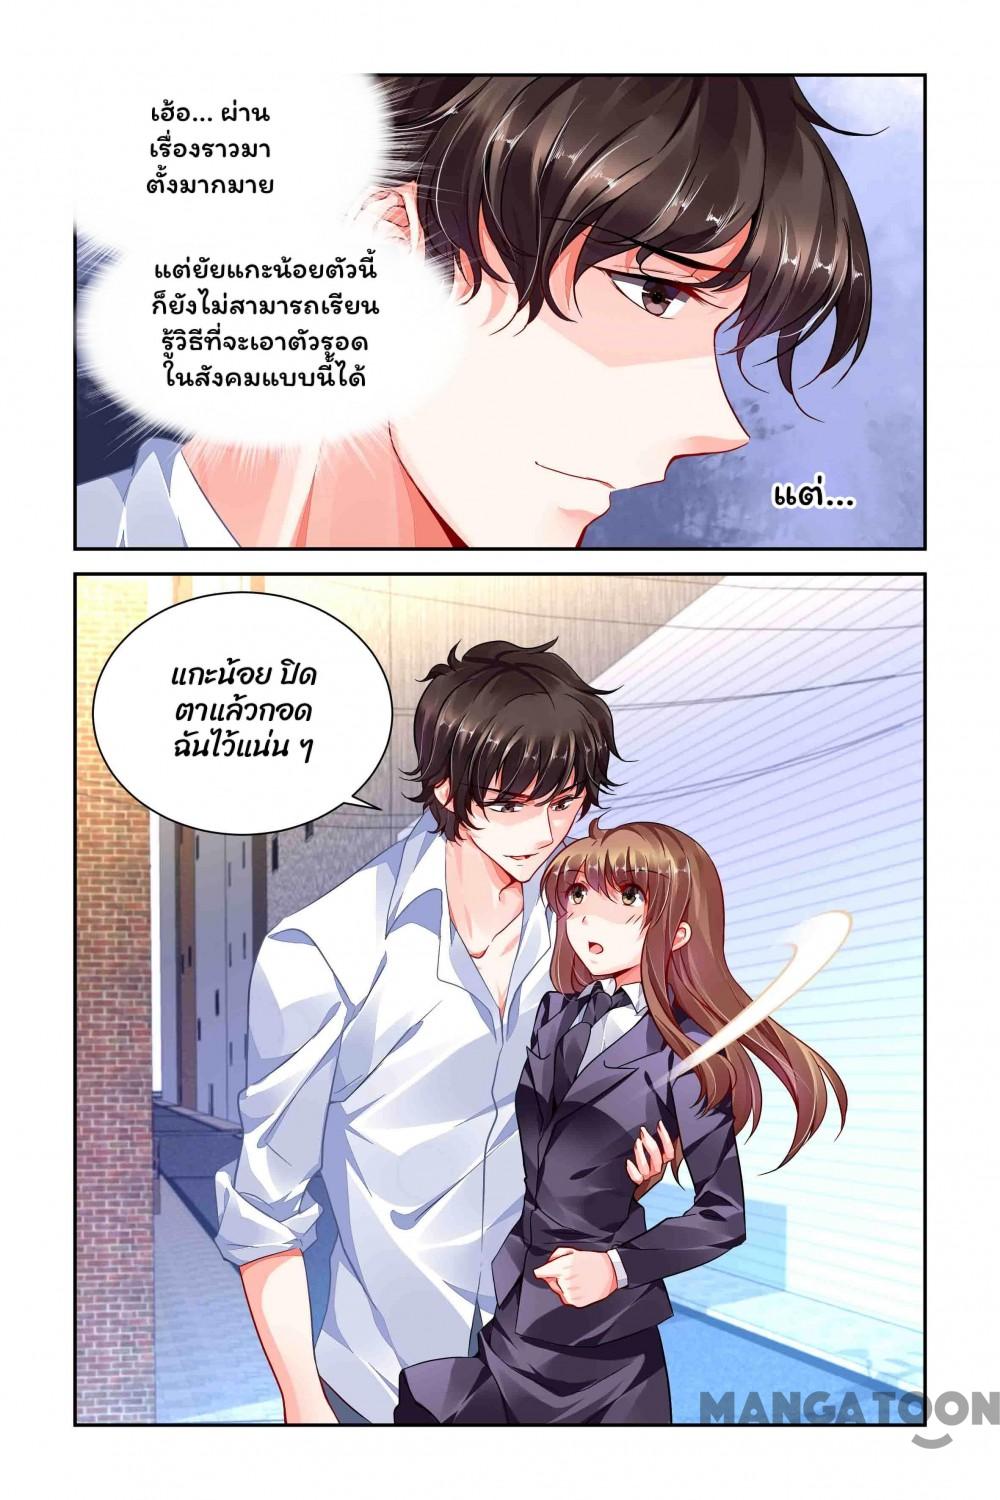 เฮ้อ... ผ่าน
เรื่องราวมา
ตั้งมากมาย
แต่ยัยแกะน้อยตัวนี้
ก็ยังไม่สามารถเรียน
รู้วิธีที่จะเอาตัวรอด
ในสังคมแบบนี้ได้
แต่...
แกะน้อย ปิด
ตาแล้วกอด
ฉันไว้แน่น ๆ
MANGATOON